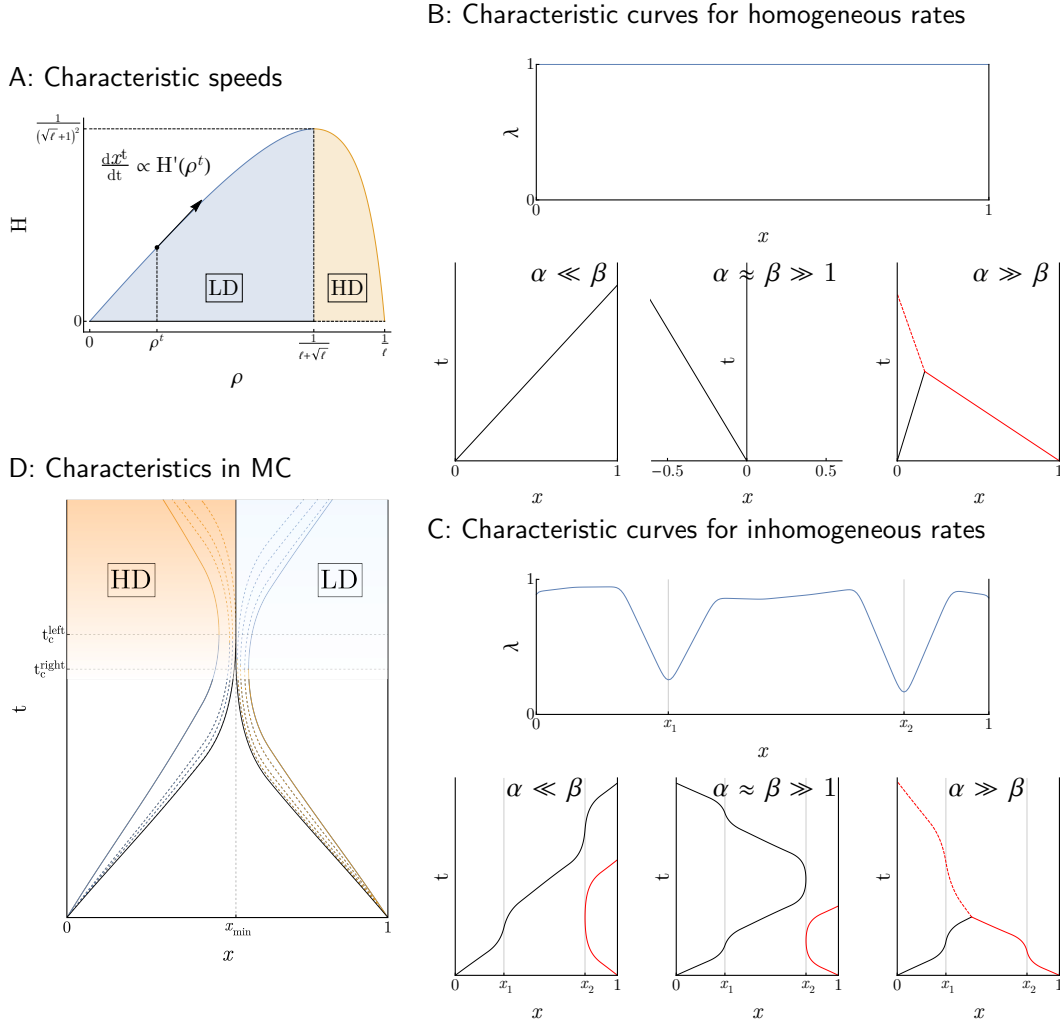 B: Characteristic curves for homogeneous rates
1
λ
0
0
1
x
A: Characteristic speeds
1/(√ℓ+1)²
dxᵗ/dt ∝ H'(ρᵗ)
H
LD
HD
0
0
ρᵗ
1/(ℓ+√ℓ)
1/ℓ
ρ
α ≪ β
t
0
1
x
α ≈ β ≫ 1
t
−0.5
0
0.5
x
α ≫ β
t
0
1
x
D: Characteristics in MC
HD
LD
t_c^left
t_c^right
t
0
x_min
1
x
C: Characteristic curves for inhomogeneous rates
1
λ
0
0
x₁
x₂
1
x
α ≪ β
t
0
x₁
x₂
1
x
α ≈ β ≫ 1
t
0
x₁
x₂
1
x
α ≫ β
t
0
x₁
x₂
1
x